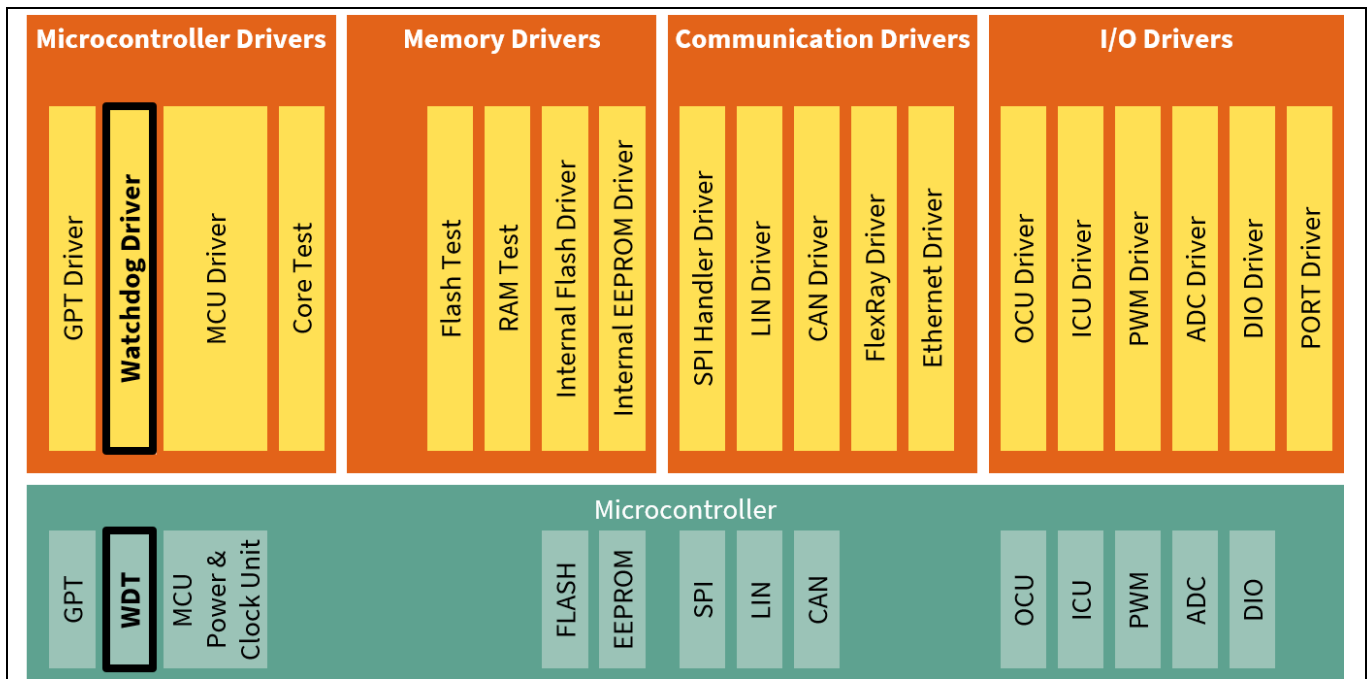 Microcontroller Drivers
Memory Drivers
Communication Drivers
I/O Drivers
GPT Driver
Watchdog Driver
MCU Driver
Core Test
Flash Test
RAM Test
Internal Flash Driver
Internal EEPROM Driver
SPI Handler Driver
LIN Driver
CAN Driver
FlexRay Driver
Ethernet Driver
OCU Driver
ICU Driver
PWM Driver
ADC Driver
DIO Driver
PORT Driver
Microcontroller
GPT
WDT
MCU
Power &
Clock Unit
FLASH
EEPROM
SPI
LIN
CAN
OCU
ICU
PWM
ADC
DIO